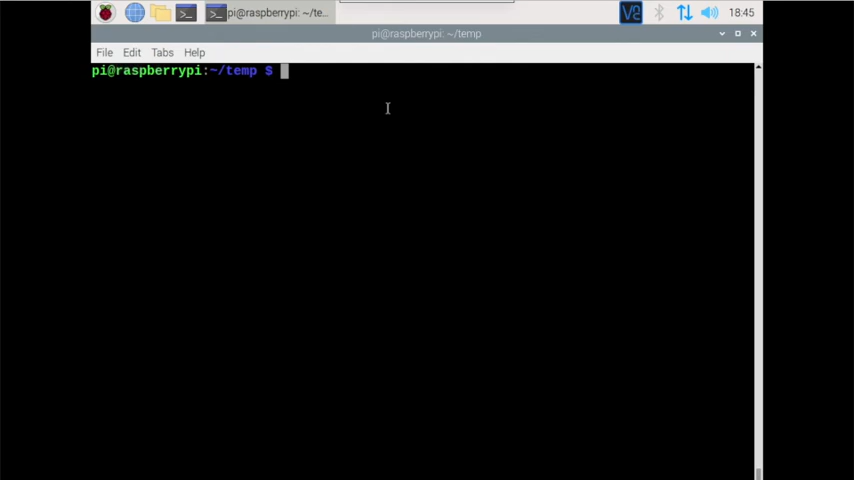 pi@raspberrypi: ~/te...
18:45
pi@raspberrypi: ~/temp
File Edit Tabs Help
pi@raspberrypi:~/temp $